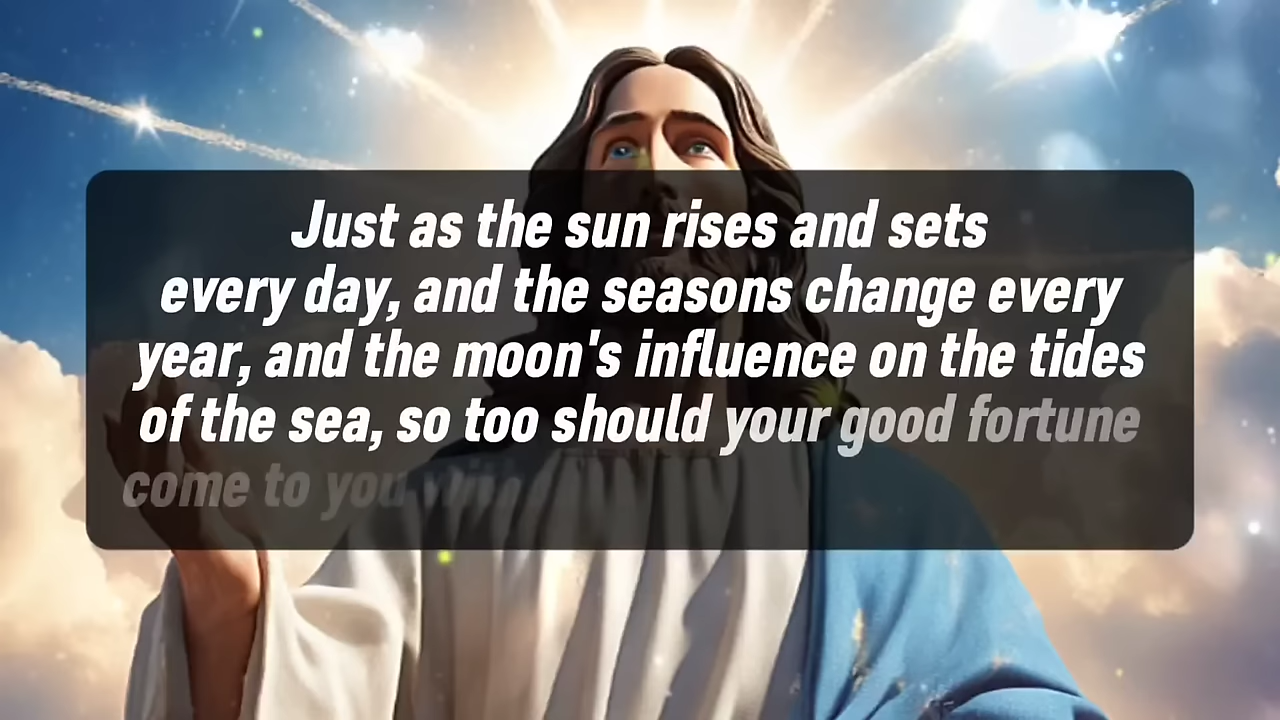 Just as the sun rises and sets
every day, and the seasons change every
year, and the moon's influence on the tides
of the sea, so too should your good fortune
come to you